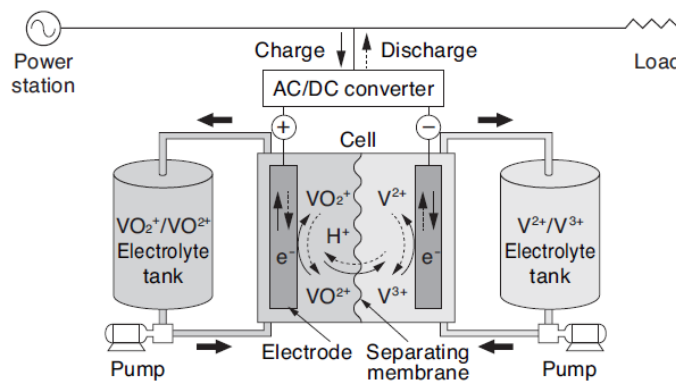 Charge
Discharge
Power
station
Load
AC/DC converter
+
−
Cell
VO₂⁺/VO²⁺
Electrolyte
tank
VO₂⁺
V²⁺
H⁺
e⁻
e⁻
VO²⁺
V³⁺
V²⁺/V³⁺
Electrolyte
tank
Pump
Electrode
Separating
membrane
Pump